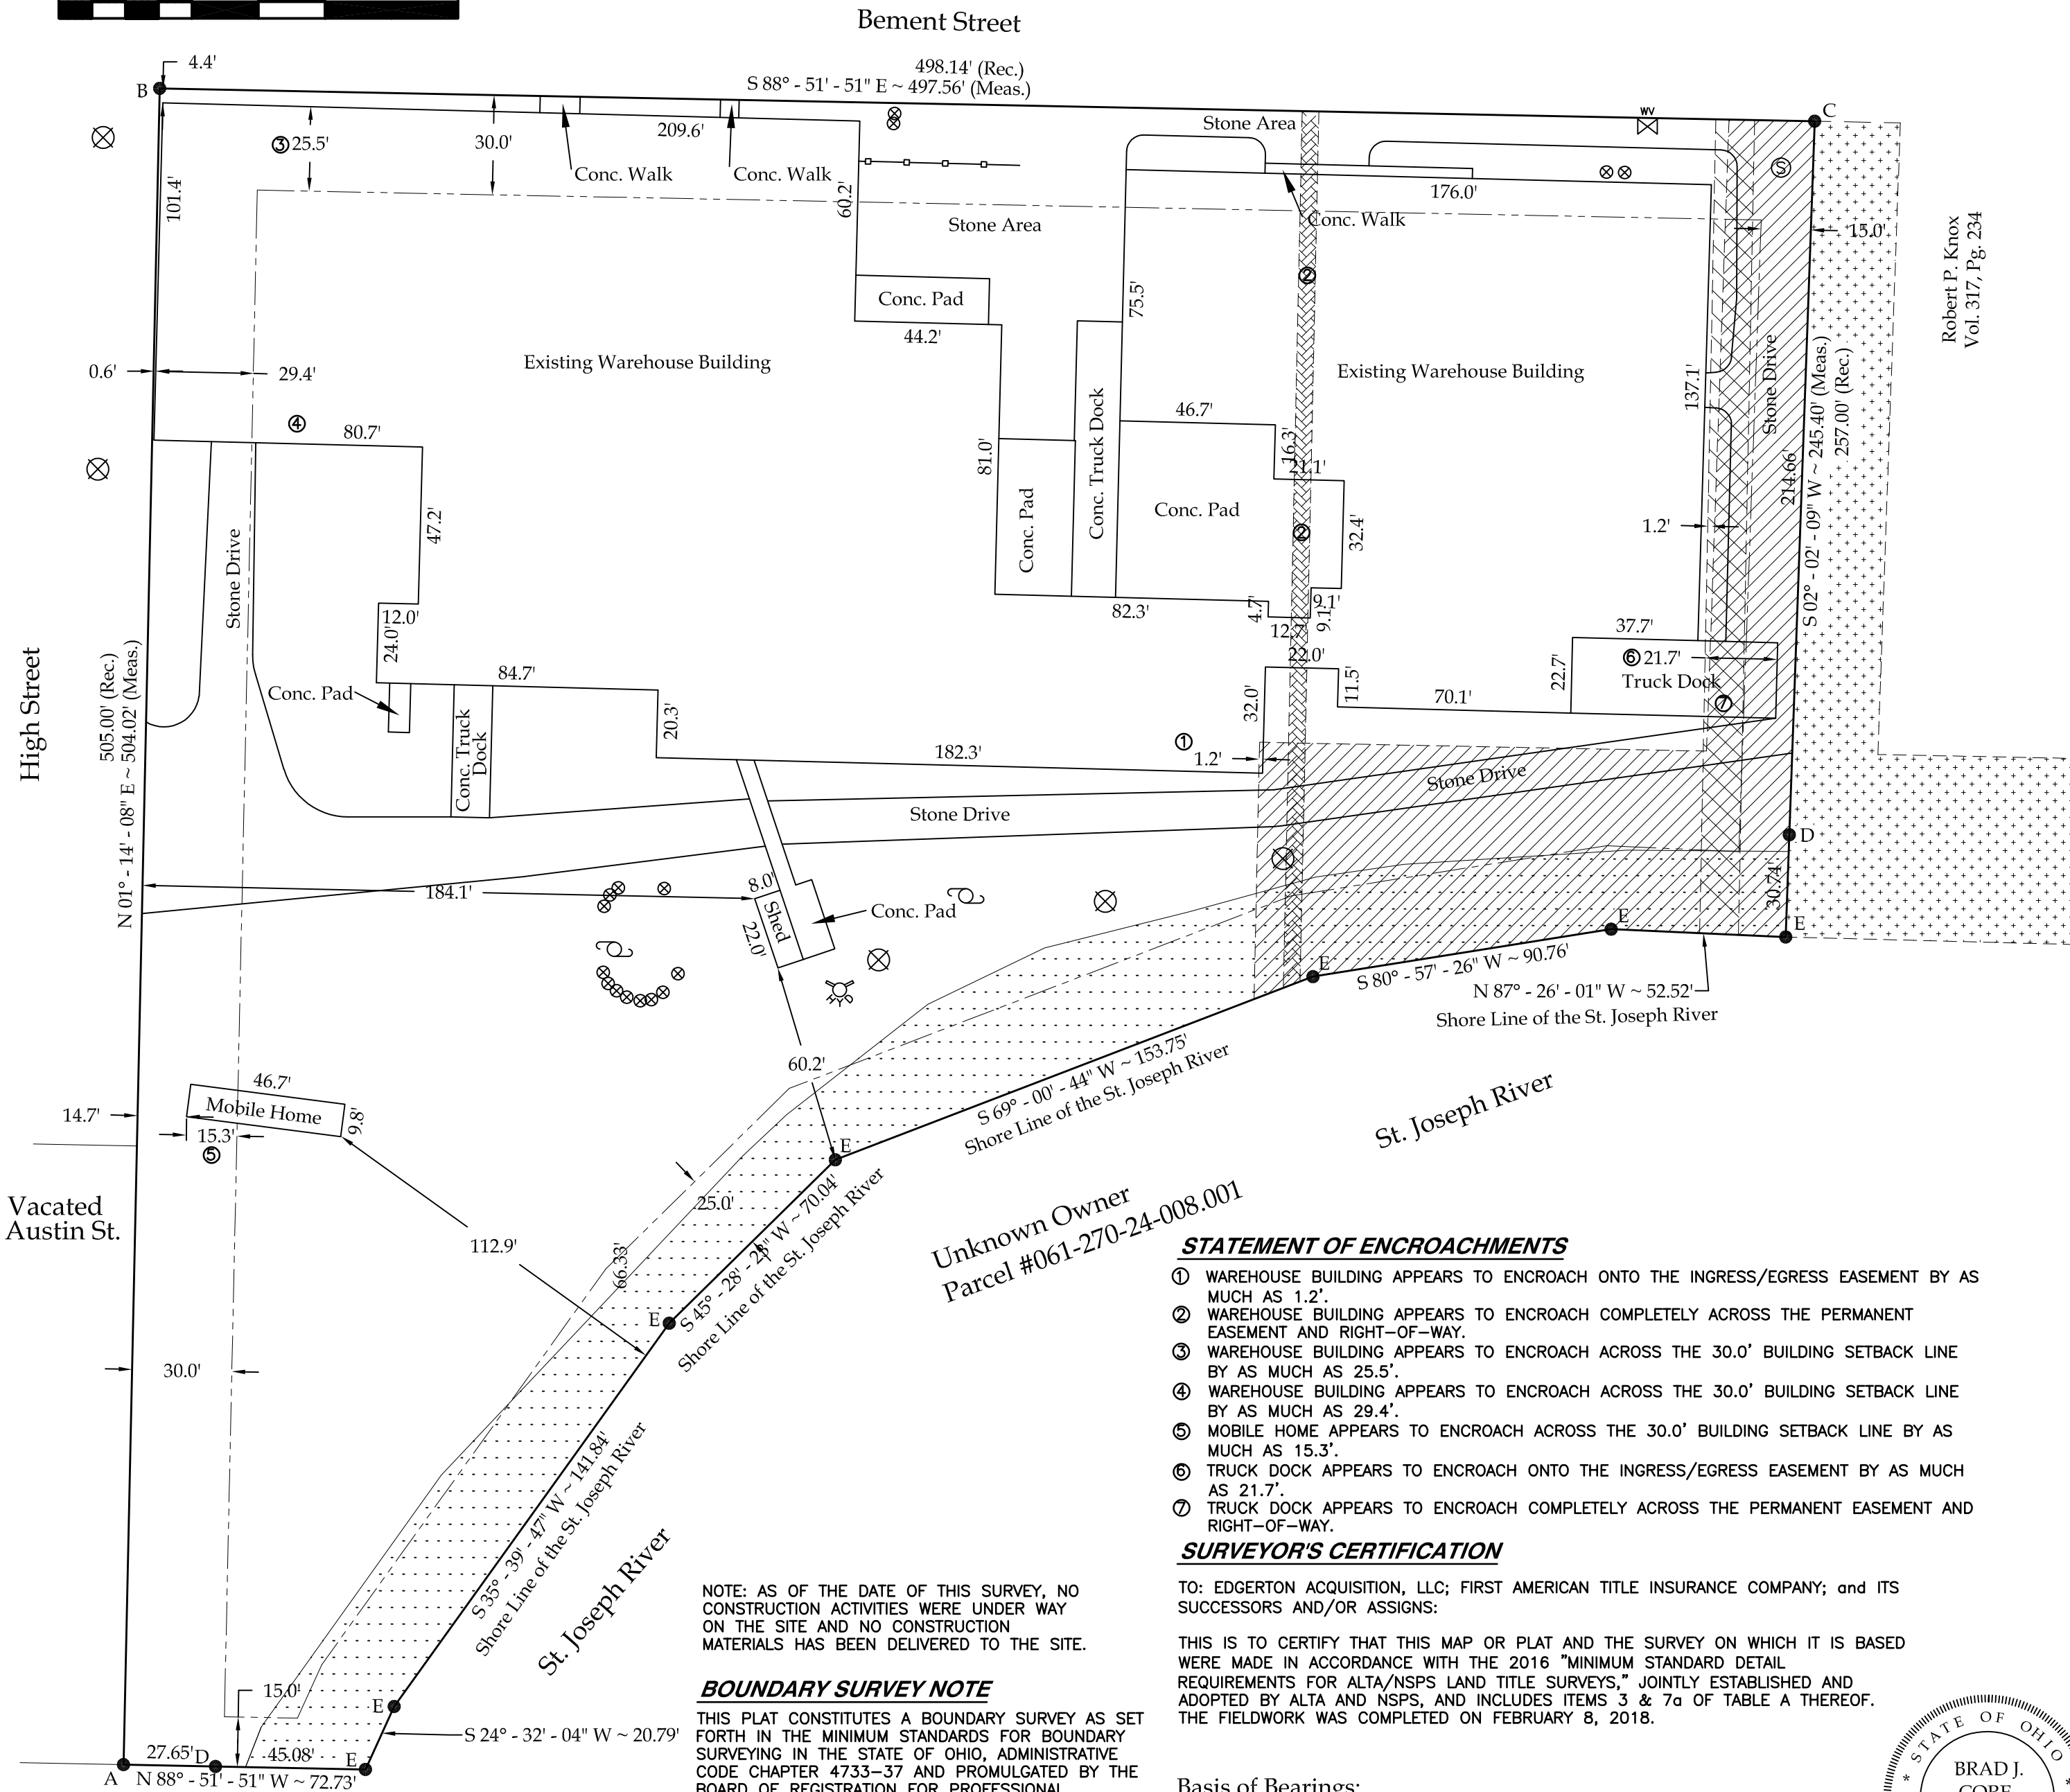 Bement Street
498.14' (Rec.)
S 88° - 51' - 51" E ~ 497.56' (Meas.)
4.4'
B
C
WV
S
③ 25.5'
30.0'
209.6'
Conc. Walk
Conc. Walk
Stone Area
176.0'
Conc. Walk
101.4'
60.2'
Stone Area
15.0'
Robert P. Knox
Vol. 317, Pg. 234
②
Conc. Pad
44.2'
75.5'
0.6'
29.4'
Existing Warehouse Building
Existing Warehouse Building
137.1'
Stone Drive
S 02° - 02' - 09" W ~ 245.40' (Meas.)
257.00' (Rec.)
214.66'
④
80.7'
46.7'
16.3'
21.1'
81.0'
Conc. Truck Dock
Conc. Pad
Conc. Pad
②
32.4'
1.2'
47.2'
Stone Drive
12.0'
24.0'
82.3'
4.7'
9.1'
9.1'
12.7'
22.0'
37.7'
⑥ 21.7'
Truck Dock
⑦
22.7'
High Street
505.00' (Rec.)
N 01° - 14' - 08" E ~ 504.02' (Meas.)
Conc. Pad
84.7'
20.3'
32.0'
11.5'
70.1'
Conc. Truck
Dock
182.3'
①
1.2'
Stone Drive
Stone Drive
D
30.74'
184.1'
8.0'
Shed
22.0'
Conc. Pad
E
E
E
HYD
S 80° - 57' - 26" W ~ 90.76'
N 87° - 26' - 01" W ~ 52.52'
Shore Line of the St. Joseph River
60.2'
46.7'
Mobile Home
9.8'
14.7'
15.3'
⑤
S 69° - 00' - 44" W ~ 153.75'
Shore Line of the St. Joseph River
St. Joseph River
E
Vacated
Austin St.
25.0'
112.9'
66.33'
S 45° - 28' - 28" W ~ 70.04'
Shore Line of the St. Joseph River
E
Unknown Owner
Parcel #061-270-24-008.001
30.0'
S 35° - 39' - 47" W ~ 141.84'
Shore Line of the St. Joseph River
St. Joseph River
15.0'
E
S 24° - 32' - 04" W ~ 20.79'
27.65'
D
45.08'
E
A
N 88° - 51' - 51" W ~ 72.73'
NOTE: AS OF THE DATE OF THIS SURVEY, NO
CONSTRUCTION ACTIVITIES WERE UNDER WAY
ON THE SITE AND NO CONSTRUCTION
MATERIALS HAS BEEN DELIVERED TO THE SITE.
BOUNDARY SURVEY NOTE
THIS PLAT CONSTITUTES A BOUNDARY SURVEY AS SET
FORTH IN THE MINIMUM STANDARDS FOR BOUNDARY
SURVEYING IN THE STATE OF OHIO, ADMINISTRATIVE
CODE CHAPTER 4733-37 AND PROMULGATED BY THE
BOARD OF REGISTRATION FOR PROFESSIONAL
STATEMENT OF ENCROACHMENTS
① WAREHOUSE BUILDING APPEARS TO ENCROACH ONTO THE INGRESS/EGRESS EASEMENT BY AS
MUCH AS 1.2'.
② WAREHOUSE BUILDING APPEARS TO ENCROACH COMPLETELY ACROSS THE PERMANENT
EASEMENT AND RIGHT-OF-WAY.
③ WAREHOUSE BUILDING APPEARS TO ENCROACH ACROSS THE 30.0' BUILDING SETBACK LINE
BY AS MUCH AS 25.5'.
④ WAREHOUSE BUILDING APPEARS TO ENCROACH ACROSS THE 30.0' BUILDING SETBACK LINE
BY AS MUCH AS 29.4'.
⑤ MOBILE HOME APPEARS TO ENCROACH ACROSS THE 30.0' BUILDING SETBACK LINE BY AS
MUCH AS 15.3'.
⑥ TRUCK DOCK APPEARS TO ENCROACH ONTO THE INGRESS/EGRESS EASEMENT BY AS MUCH
AS 21.7'.
⑦ TRUCK DOCK APPEARS TO ENCROACH COMPLETELY ACROSS THE PERMANENT EASEMENT AND
RIGHT-OF-WAY.
SURVEYOR'S CERTIFICATION
TO: EDGERTON ACQUISITION, LLC; FIRST AMERICAN TITLE INSURANCE COMPANY; and ITS
SUCCESSORS AND/OR ASSIGNS:
THIS IS TO CERTIFY THAT THIS MAP OR PLAT AND THE SURVEY ON WHICH IT IS BASED
WERE MADE IN ACCORDANCE WITH THE 2016 "MINIMUM STANDARD DETAIL
REQUIREMENTS FOR ALTA/NSPS LAND TITLE SURVEYS," JOINTLY ESTABLISHED AND
ADOPTED BY ALTA AND NSPS, AND INCLUDES ITEMS 3 & 7a OF TABLE A THEREOF.
THE FIELDWORK WAS COMPLETED ON FEBRUARY 8, 2018.
Basis of Bearings:
STATE OF OHIO
BRAD J.